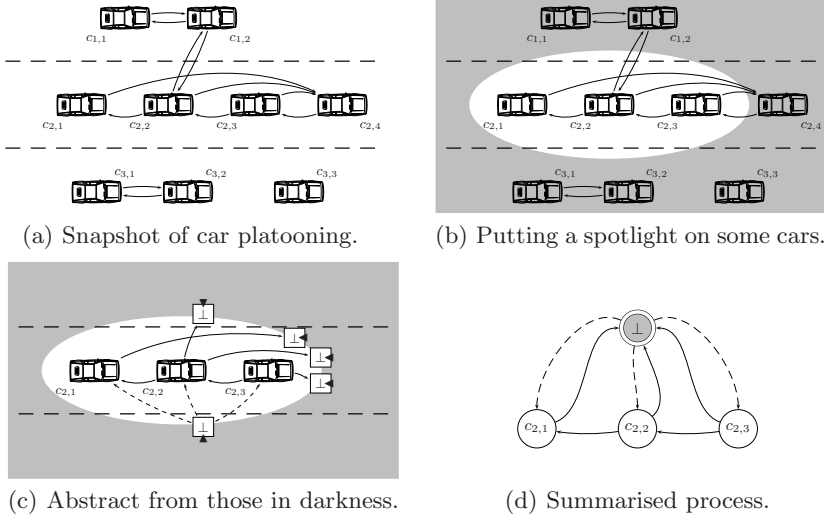 c1,1 c1,2
c2,1 c2,2 c2,3 c2,4
c3,1 c3,2 c3,3
(a) Snapshot of car platooning.
c1,1 c1,2
c2,1 c2,2 c2,3 c2,4
c3,1 c3,2 c3,3
(b) Putting a spotlight on some cars.
⊥
⊥
⊥
⊥
c2,1 c2,2 c2,3
⊥
(c) Abstract from those in darkness.
⊥
c2,1 c2,2 c2,3
(d) Summarised process.